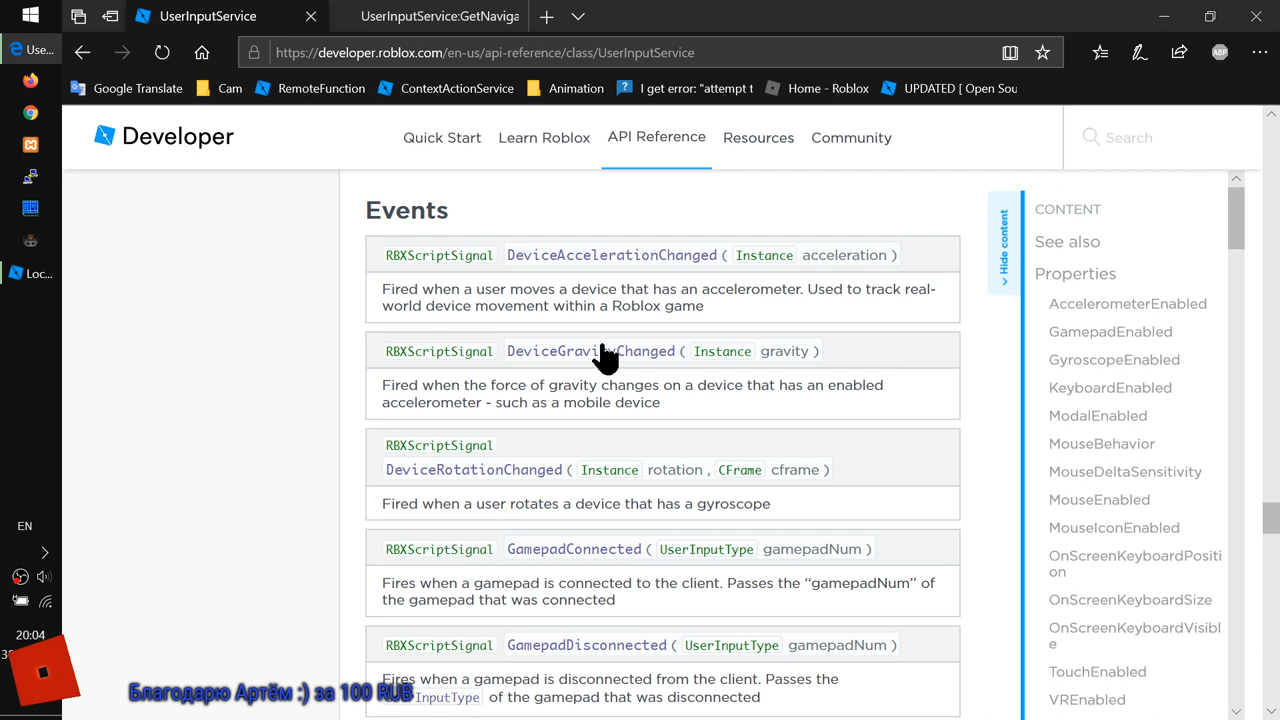 UserInputService
UserInputService:GetNaviga
Use...
https://developer.roblox.com/en-us/api-reference/class/UserInputService
ABP
Google Translate
Cam
RemoteFunction
ContextActionService
Animation
I get error: "attempt t
Home - Roblox
UPDATED [ Open Sou
Developer
Quick Start
Learn Roblox
API Reference
Resources
Community
Search
Loc...
EN
20:04
Events
RBXScriptSignal DeviceAccelerationChanged ( Instance acceleration )
Fired when a user moves a device that has an accelerometer. Used to track real-
world device movement within a Roblox game
RBXScriptSignal DeviceGravityChanged ( Instance gravity )
Fired when the force of gravity changes on a device that has an enabled
accelerometer - such as a mobile device
RBXScriptSignal
DeviceRotationChanged ( Instance rotation , CFrame cframe )
Fired when a user rotates a device that has a gyroscope
RBXScriptSignal GamepadConnected ( UserInputType gamepadNum )
Fires when a gamepad is connected to the client. Passes the “gamepadNum” of
the gamepad that was connected
RBXScriptSignal GamepadDisconnected ( UserInputType gamepadNum )
Fires when a gamepad is disconnected from the client. Passes the
of the gamepad that was disconnected
Благодарю Артём :) за 100 RUB
Hide content
CONTENT
See also
Properties
AccelerometerEnabled
GamepadEnabled
GyroscopeEnabled
KeyboardEnabled
ModalEnabled
MouseBehavior
MouseDeltaSensitivity
MouseEnabled
MouseIconEnabled
OnScreenKeyboardPositi
on
OnScreenKeyboardSize
OnScreenKeyboardVisibl
e
TouchEnabled
VREnabled